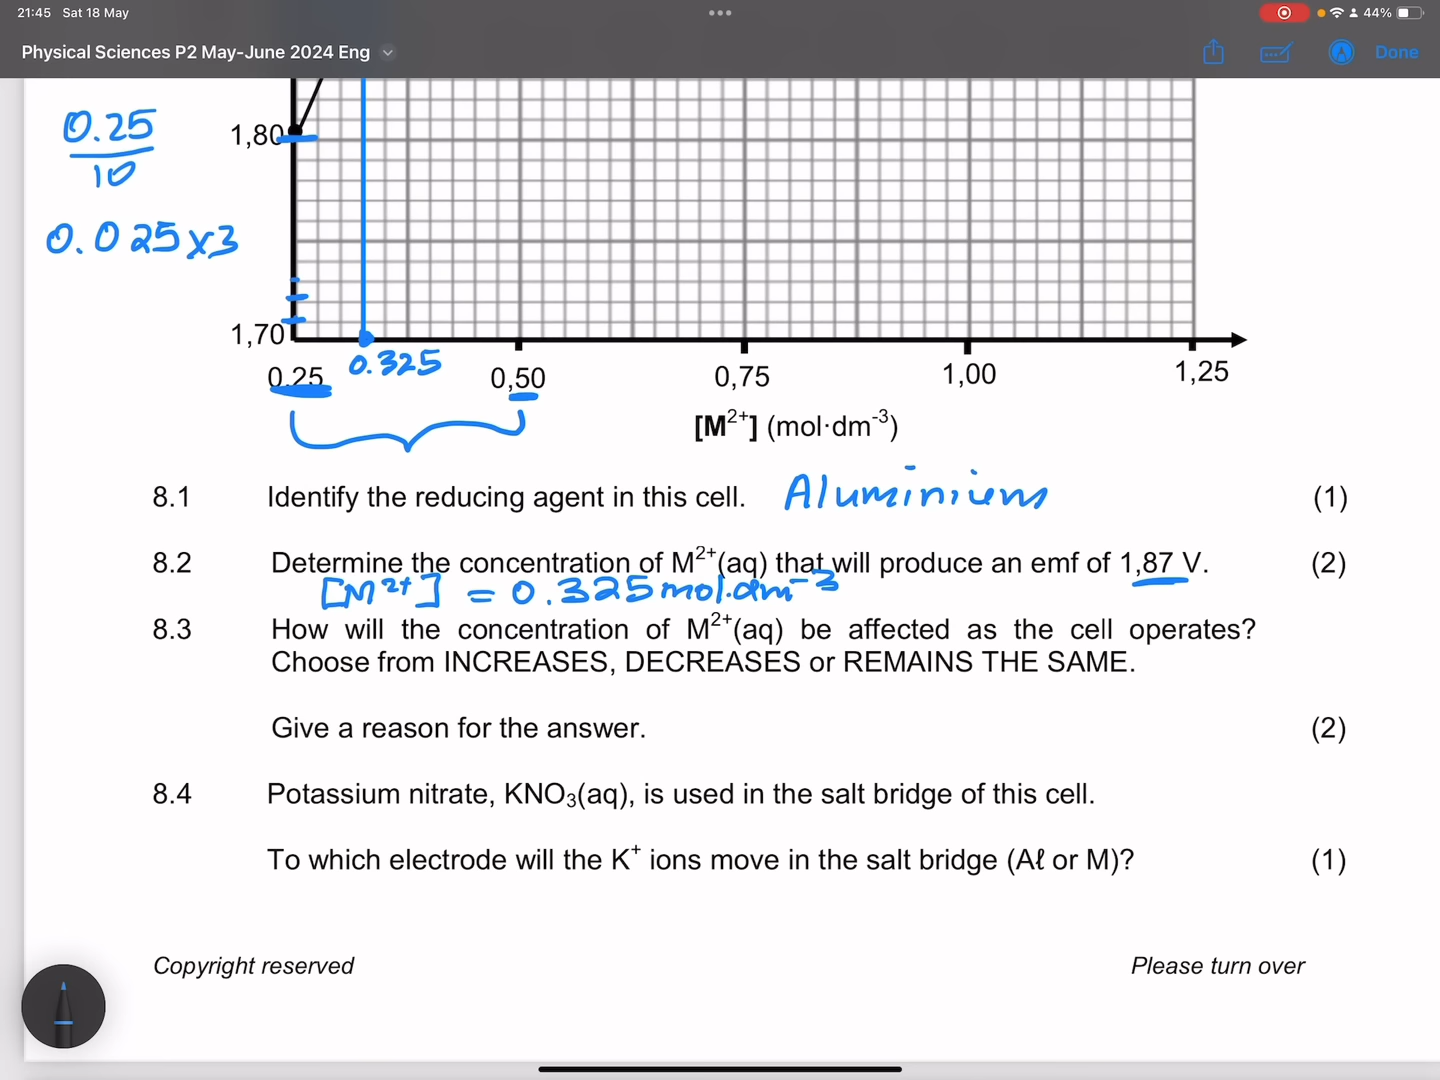 21:45 Sat 18 May
44%
Physical Sciences P2 May-June 2024 Eng
Done
0.25
10
0.025x3
1,80
1,70
0.325
0,25 0,50 0,75 1,00 1,25
[M²⁺] (mol·dm⁻³)
8.1 Identify the reducing agent in this cell. Aluminium (1)
8.2 Determine the concentration of M²⁺(aq) that will produce an emf of 1,87 V. (2)
[M²⁺] = 0.325 mol.dm⁻³
8.3 How will the concentration of M²⁺(aq) be affected as the cell operates?
Choose from INCREASES, DECREASES or REMAINS THE SAME.
Give a reason for the answer. (2)
8.4 Potassium nitrate, KNO₃(aq), is used in the salt bridge of this cell.
To which electrode will the K⁺ ions move in the salt bridge (Aℓ or M)? (1)
Copyright reserved Please turn over